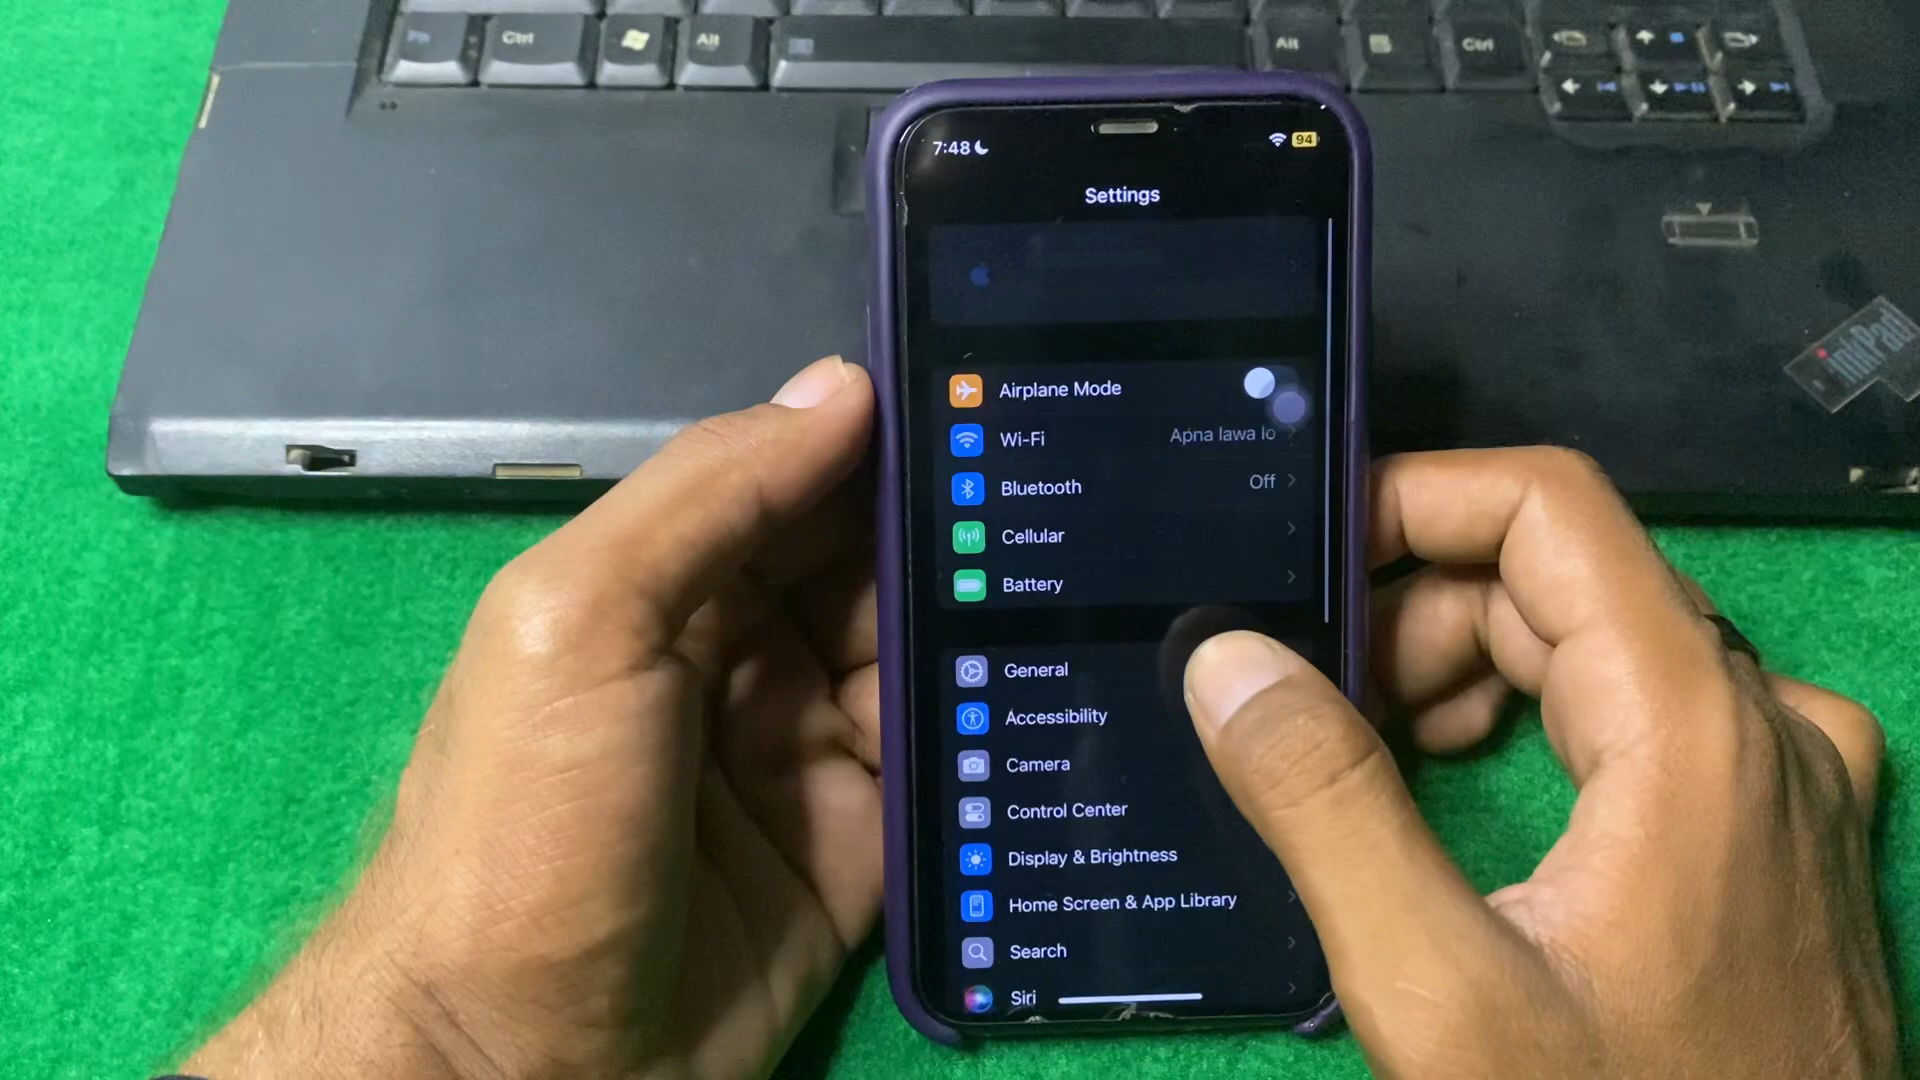 Fn Ctrl Alt Alt Ctrl
7:48 94
Settings
Airplane Mode
Wi-Fi Apna lawa lo
Bluetooth Off
Cellular
Battery
General
Accessibility
Camera
Control Center
Display & Brightness
Home Screen & App Library
Search
Siri